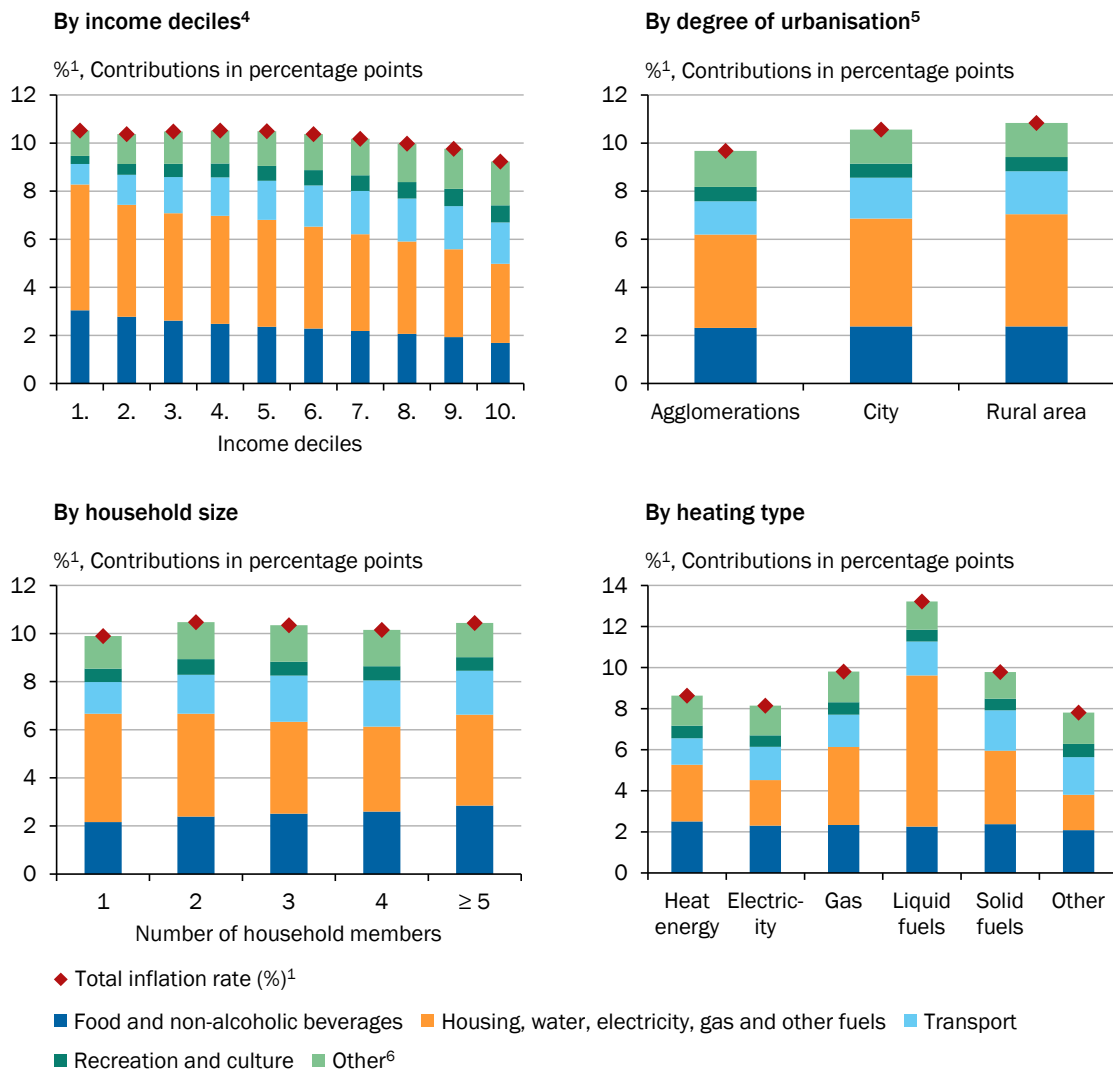 By income deciles⁴
%¹, Contributions in percentage points
12
10
8
6
4
2
0
1. 2. 3. 4. 5. 6. 7. 8. 9. 10.
Income deciles
By degree of urbanisation⁵
%¹, Contributions in percentage points
12
10
8
6
4
2
0
Agglomerations City Rural area
By household size
%¹, Contributions in percentage points
12
10
8
6
4
2
0
1 2 3 4 ≥ 5
Number of household members
By heating type
%¹, Contributions in percentage points
14
12
10
8
6
4
2
0
Heat Electric- Gas Liquid Solid Other
energy ity fuels fuels
Total inflation rate (%)¹
Food and non-alcoholic beverages Housing, water, electricity, gas and other fuels Transport
Recreation and culture Other⁶